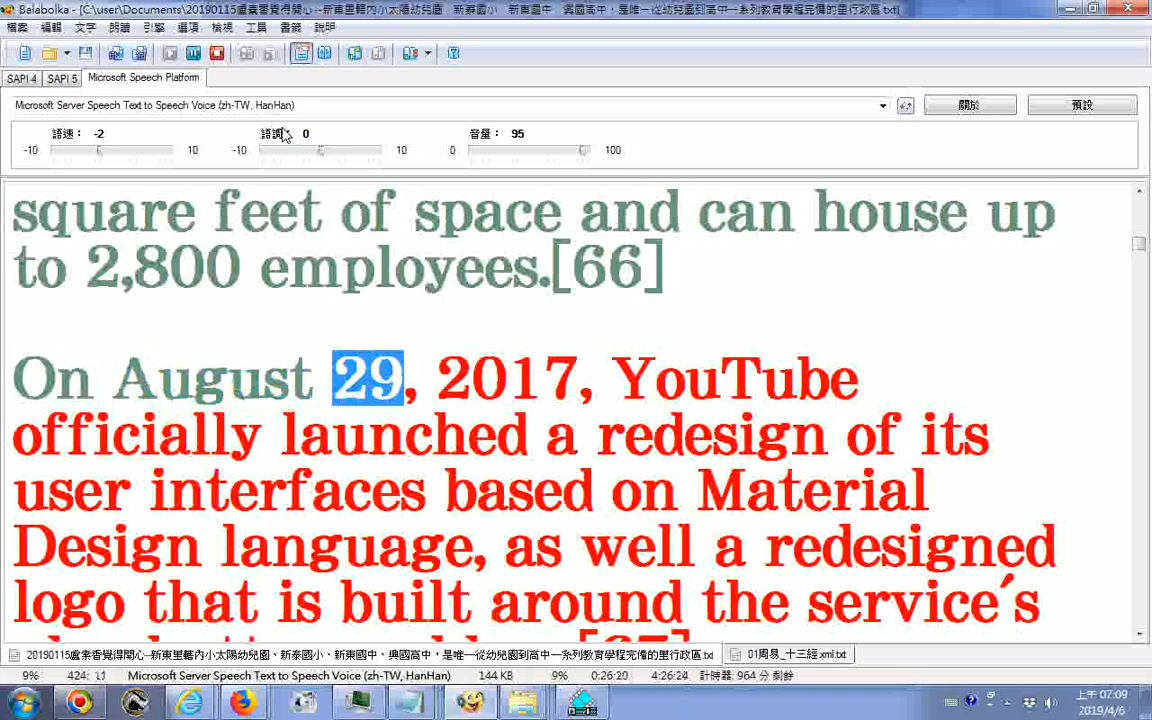 Balabolka - [C:\user\Documents\20190115盧素香覺得開心--新東里轄內小太陽幼兒園、新泰國小、新東國中、興國高中，是唯一從幼兒園到高中一系列教育學程完備的里行政區.txt]
檔案 編輯 文字 朗讀 引擎 選項 檢視 工具 書籤 說明
SAPI 4 SAPI 5 Microsoft Speech Platform
Microsoft Server Speech Text to Speech Voice (zh-TW, HanHan) 關於 預設
語速： -2 語調： 0 音量： 95
-10 10 -10 10 0 100
square feet of space and can house up
to 2,800 employees.[66]
On August 29, 2017, YouTube
officially launched a redesign of its
user interfaces based on Material
Design language, as well a redesigned
logo that is built around the service's
20190115盧素香覺得開心--新東里轄內小太陽幼兒園、新泰國小、新東國中、興國高中，是唯一從幼兒園到高中一系列教育學程完備的里行政區.txt 01周易_十三經.xml.txt
9% 424: 11 Microsoft Server Speech Text to Speech Voice (zh-TW, HanHan) 144 KB 9% 0:26:20 4:26:24 計時器: 964 分 剩餘
上午 07:09
2019/4/6